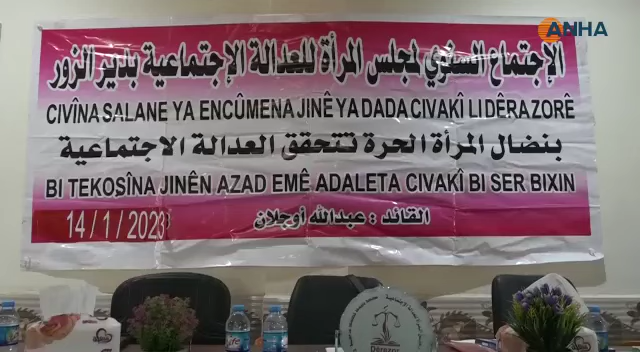 ANHA
الإجتماع السنوي لمجلس المرأة للعدالة الإجتماعية بدير الزور
CIVÎNA SALANE YA ENCÛMENA JINÊ YA DADA CIVAKÎ LI DÊRAZORÊ
بنضال المرأة الحرة تتحقق العدالة الاجتماعية
BI TEKOSÎNA JINÊN AZAD EMÊ ADALETA CIVAKÎ BI SER BIXIN
14/1/2023
القائد : عبدالله أوجلان